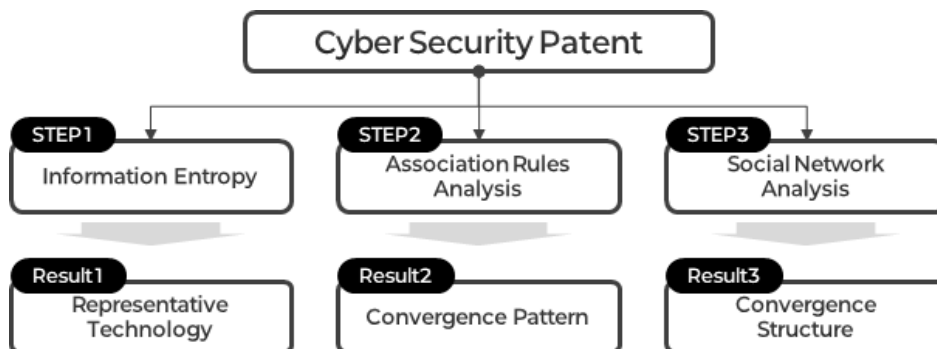 Cyber Security Patent
STEP1
STEP2
STEP3
Information Entropy
Association Rules
Analysis
Social Network
Analysis
Result1
Result2
Result3
Representative
Technology
Convergence Pattern
Convergence
Structure